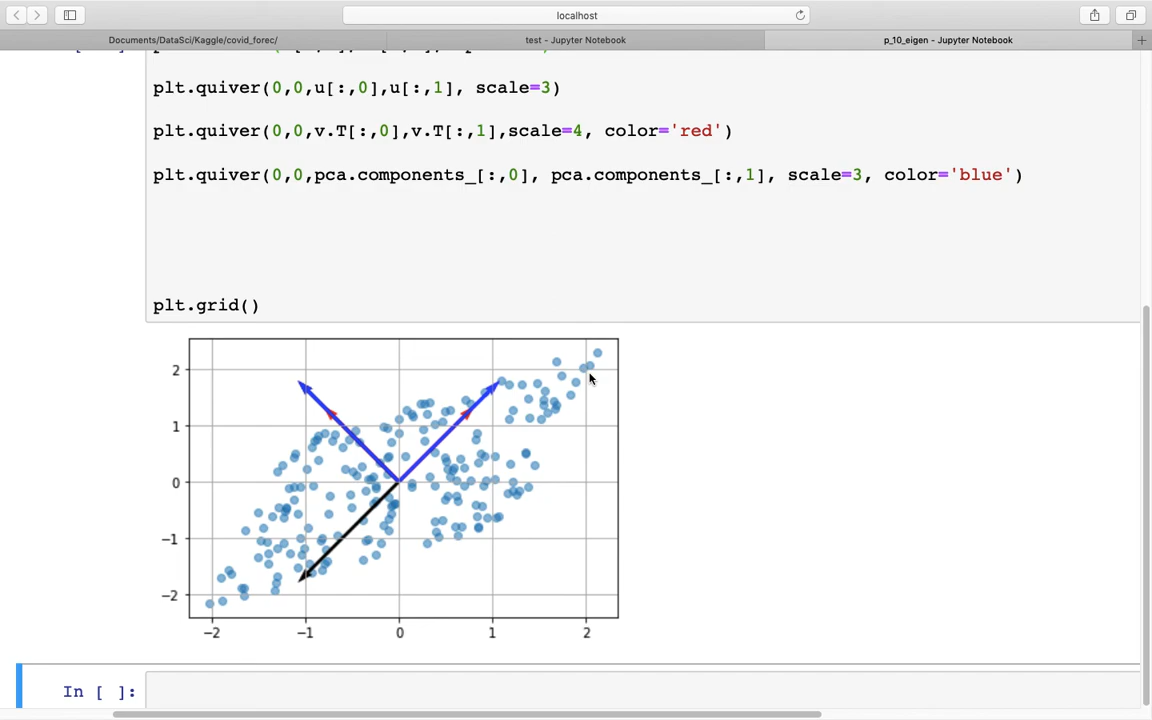 localhost
Documents/DataSci/Kaggle/covid_forec/
test - Jupyter Notebook
p_10_eigen - Jupyter Notebook
plt.quiver(0,0,u[:,0],u[:,1], scale=3)
plt.quiver(0,0,v.T[:,0],v.T[:,1],scale=4, color='red')
plt.quiver(0,0,pca.components_[:,0], pca.components_[:,1], scale=3, color='blue')
plt.grid()
2
1
0
−1
−2
−2 −1 0 1 2
In [ ]: